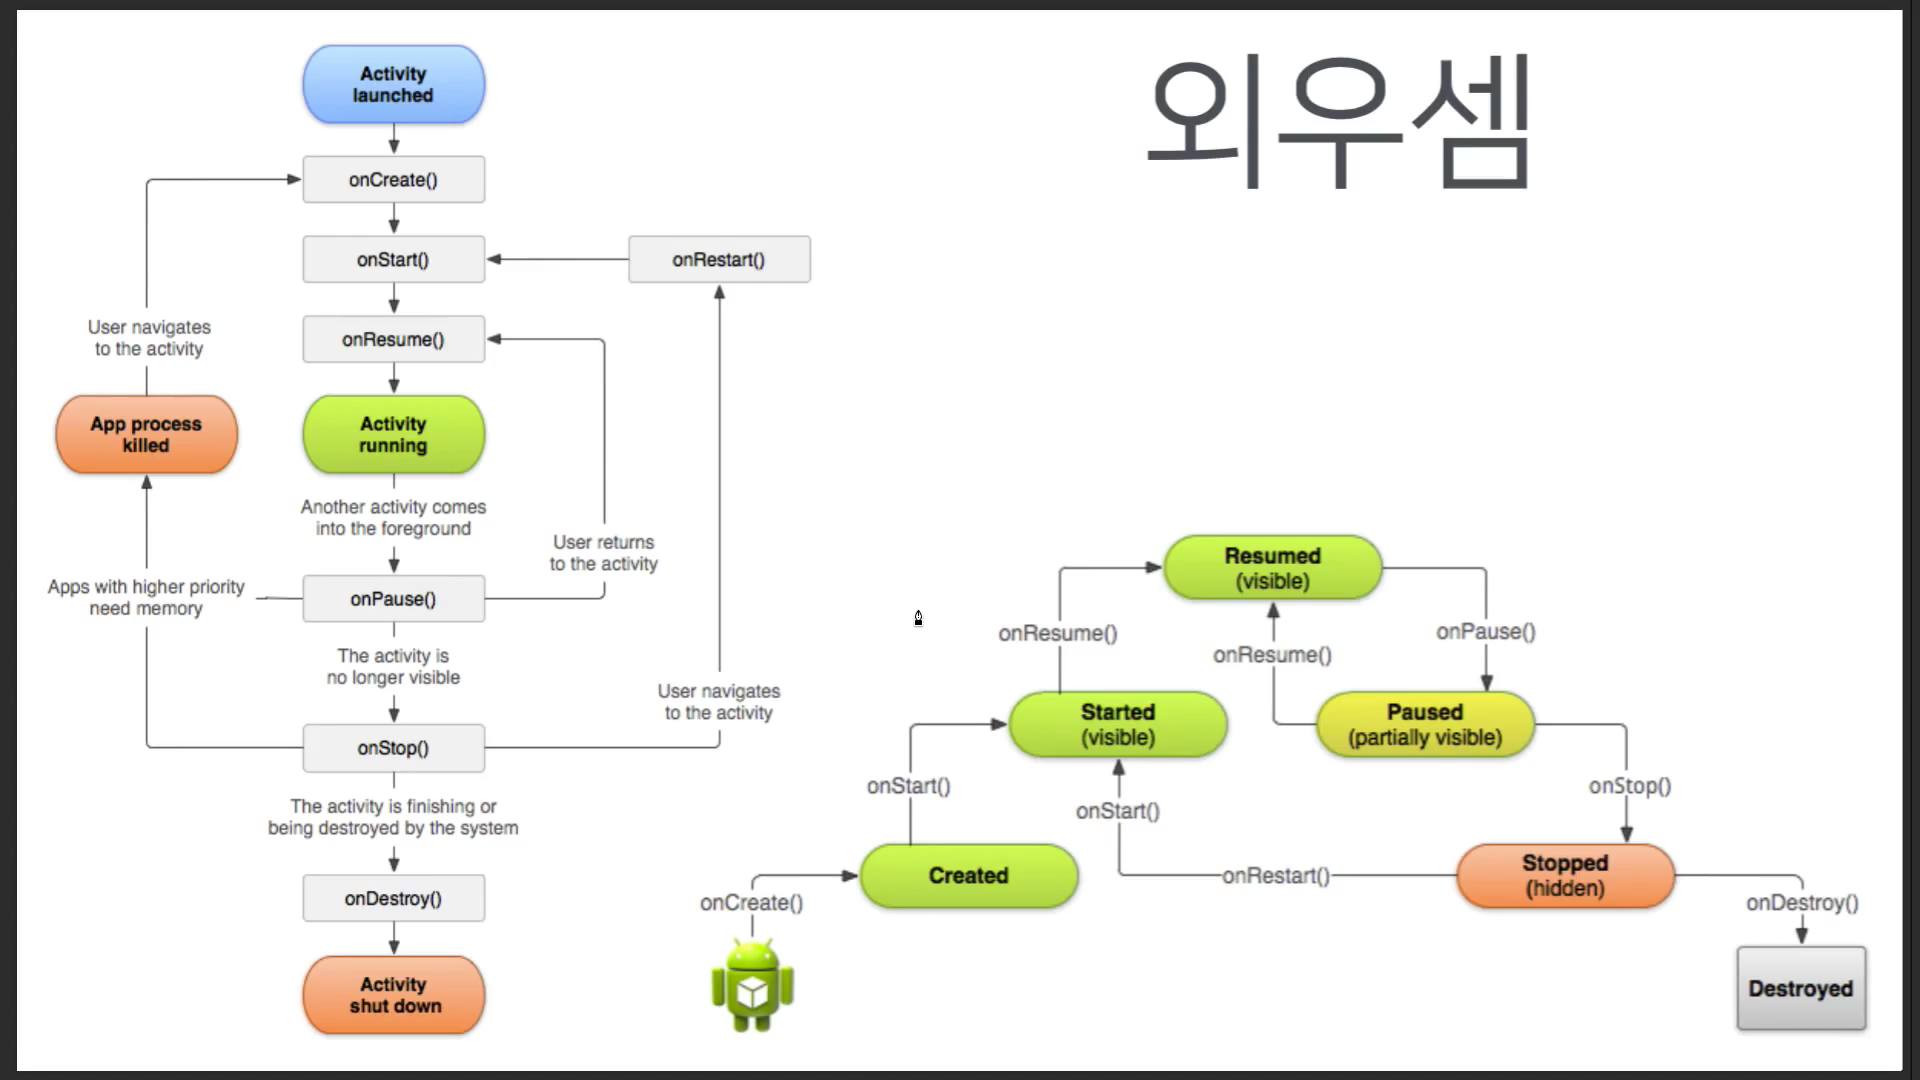 외우셈
Activity
launched
onCreate()
onStart()
onRestart()
onResume()
User navigates
to the activity
App process
killed
Activity
running
Another activity comes
into the foreground
User returns
to the activity
Apps with higher priority
need memory
onPause()
The activity is
no longer visible
User navigates
to the activity
onStop()
The activity is finishing or
being destroyed by the system
onDestroy()
Activity
shut down
Resumed
(visible)
onResume()
onResume()
onPause()
Started
(visible)
Paused
(partially visible)
onStart()
onStart()
onStop()
Created
onRestart()
Stopped
(hidden)
onCreate()
onDestroy()
Destroyed